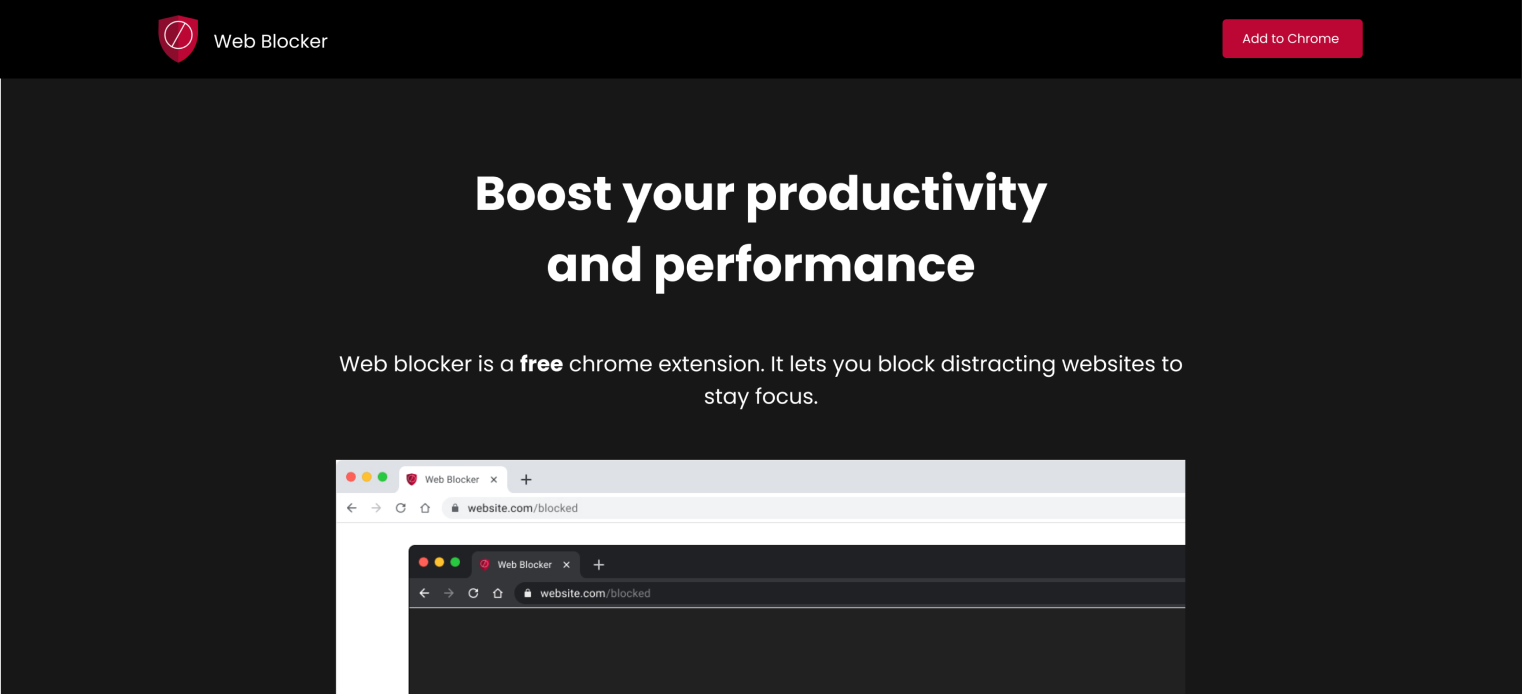 Web Blocker
Add to Chrome
Boost your productivity
and performance
Web blocker is a free chrome extension. It lets you block distracting websites to
stay focus.
Web Blocker
website.com/blocked
Web Blocker
website.com/blocked